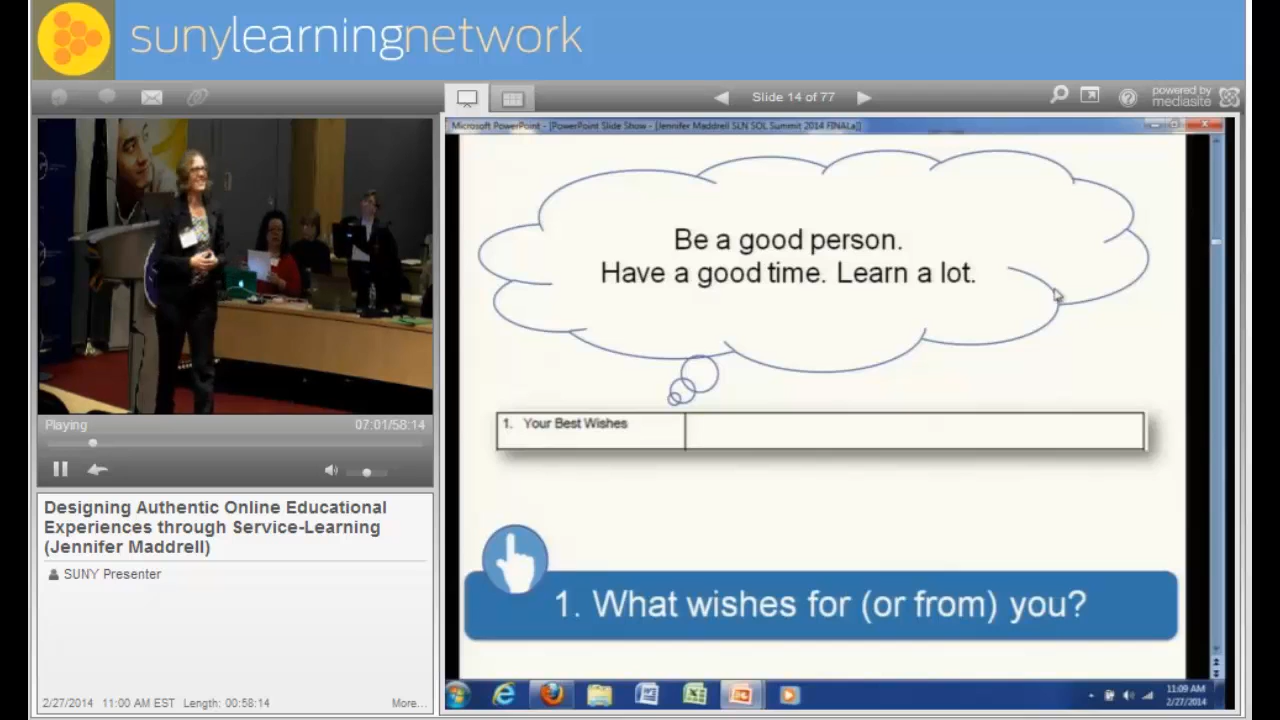 sunylearningnetwork
Slide 14 of 77
powered by
mediasite
Microsoft PowerPoint - [PowerPoint Slide Show - [Jennifer Maddrell SLN SOL Summit 2014 FINALa]]
Be a good person.
Have a good time. Learn a lot.
1. Your Best Wishes
1. What wishes for (or from) you?
Playing
07:01/58:14
Designing Authentic Online Educational
Experiences through Service-Learning
(Jennifer Maddrell)
SUNY Presenter
2/27/2014 11:00 AM EST Length: 00:58:14
More...
11:09 AM
2/27/2014